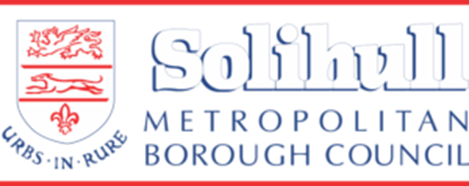 URBS · IN · RURE
Solihull
METROPOLITAN
BOROUGH COUNCIL